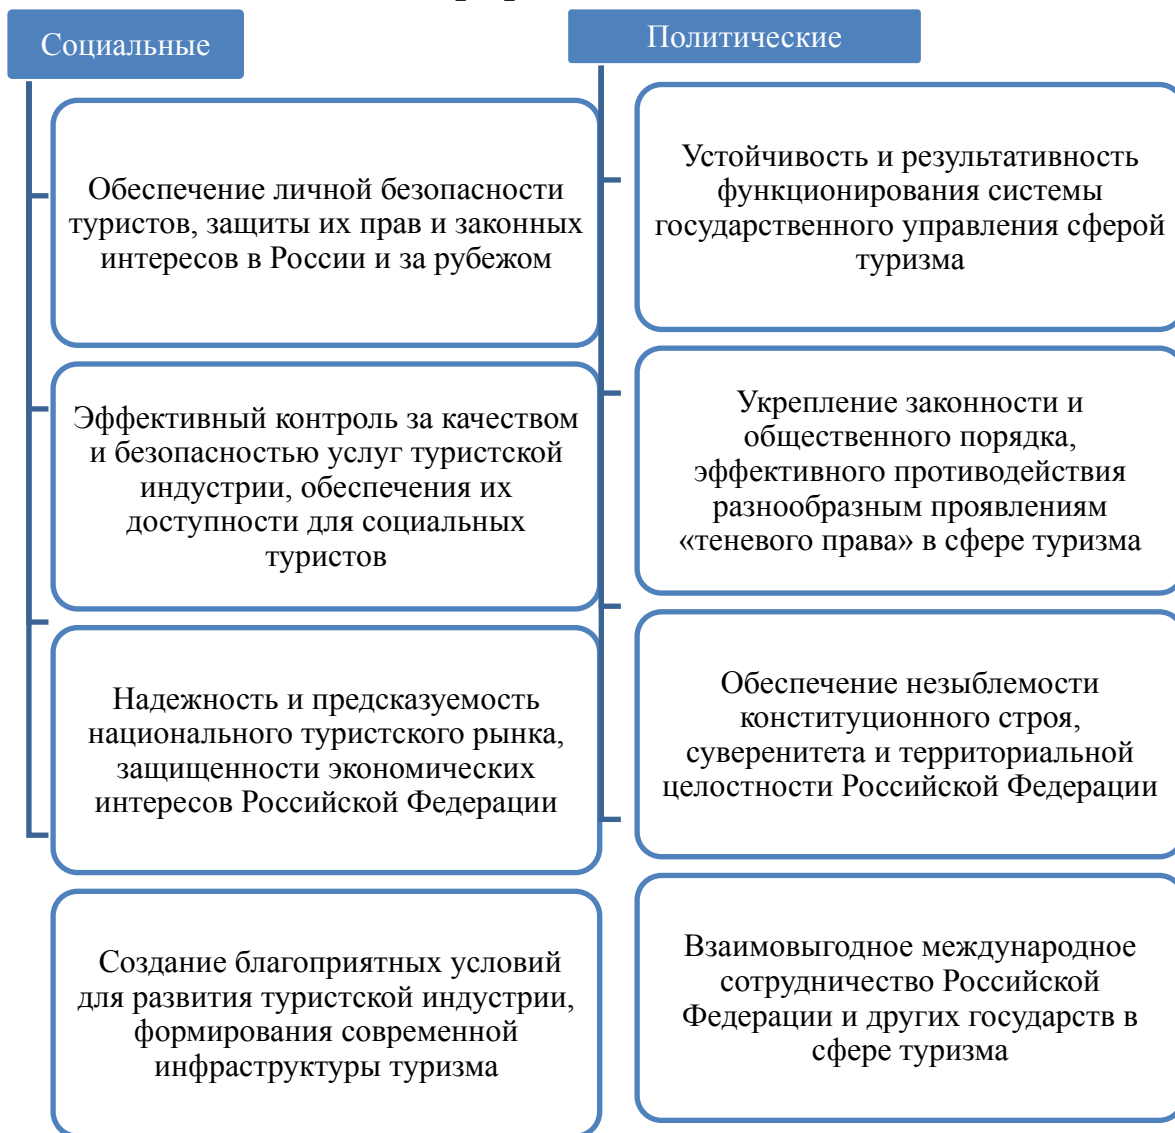 Социальные
Обеспечение личной безопасности
туристов, защиты их прав и законных
интересов в России и за рубежом
Эффективный контроль за качеством
и безопасностью услуг туристской
индустрии, обеспечения их
доступности для социальных
туристов
Надежность и предсказуемость
национального туристского рынка,
защищенности экономических
интересов Российской Федерации
Создание благоприятных условий
для развития туристской индустрии,
формирования современной
инфраструктуры туризма
Политические
Устойчивость и результативность
функционирования системы
государственного управления сферой
туризма
Укрепление законности и
общественного порядка,
эффективного противодействия
разнообразным проявлениям
«теневого права» в сфере туризма
Обеспечение незыблемости
конституционного строя,
суверенитета и территориальной
целостности Российской Федерации
Взаимовыгодное международное
сотрудничество Российской
Федерации и других государств в
сфере туризма